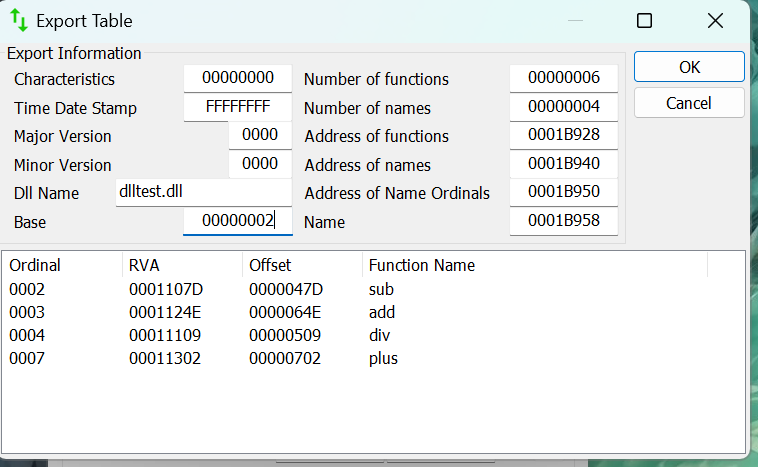 Export Table
Export Information
Characteristics 00000000 Number of functions 00000006 OK
Time Date Stamp FFFFFFFF Number of names 00000004 Cancel
Major Version 0000 Address of functions 0001B928
Minor Version 0000 Address of names 0001B940
Dll Name dlltest.dll Address of Name Ordinals 0001B950
Base 00000002 Name 0001B958
Ordinal RVA Offset Function Name
0002 0001107D 0000047D sub
0003 0001124E 0000064E add
0004 00011109 00000509 div
0007 00011302 00000702 plus